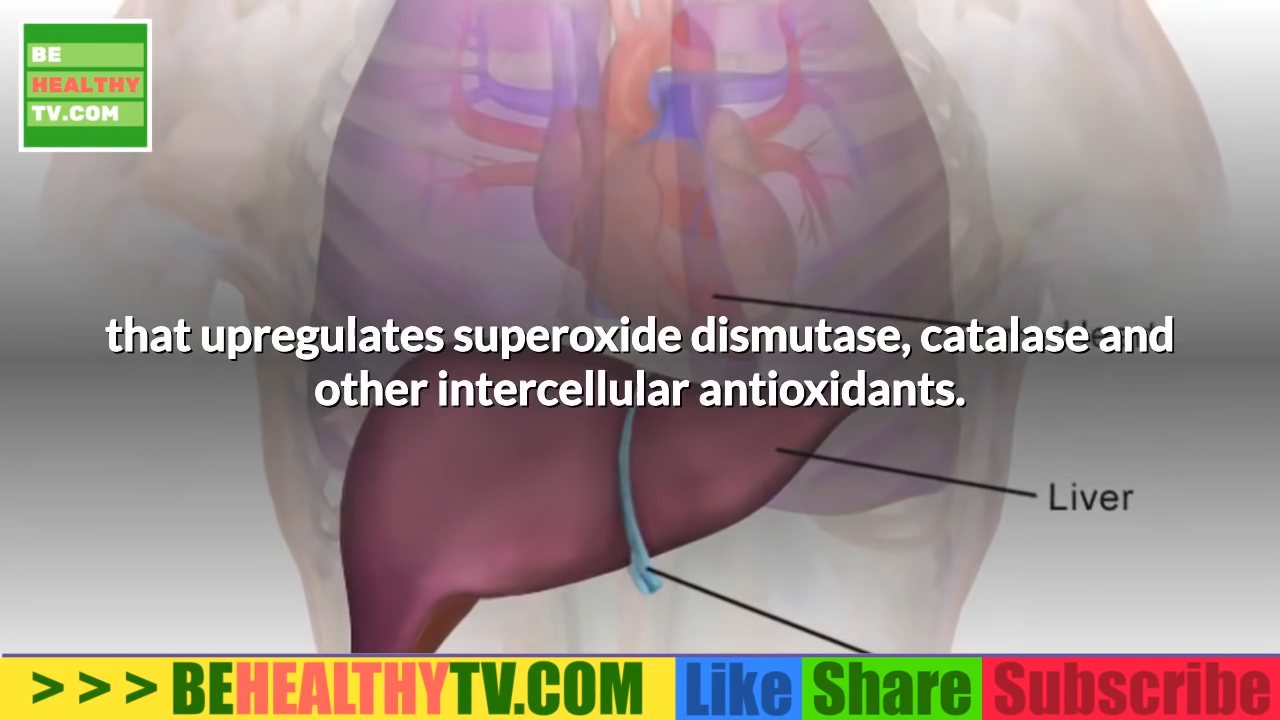 BE
HEALTHY
TV.COM
that upregulates superoxide dismutase, catalase and
other intercellular antioxidants.
Liver
> > > BEHEALTHYTV.COM Like Share Subscribe